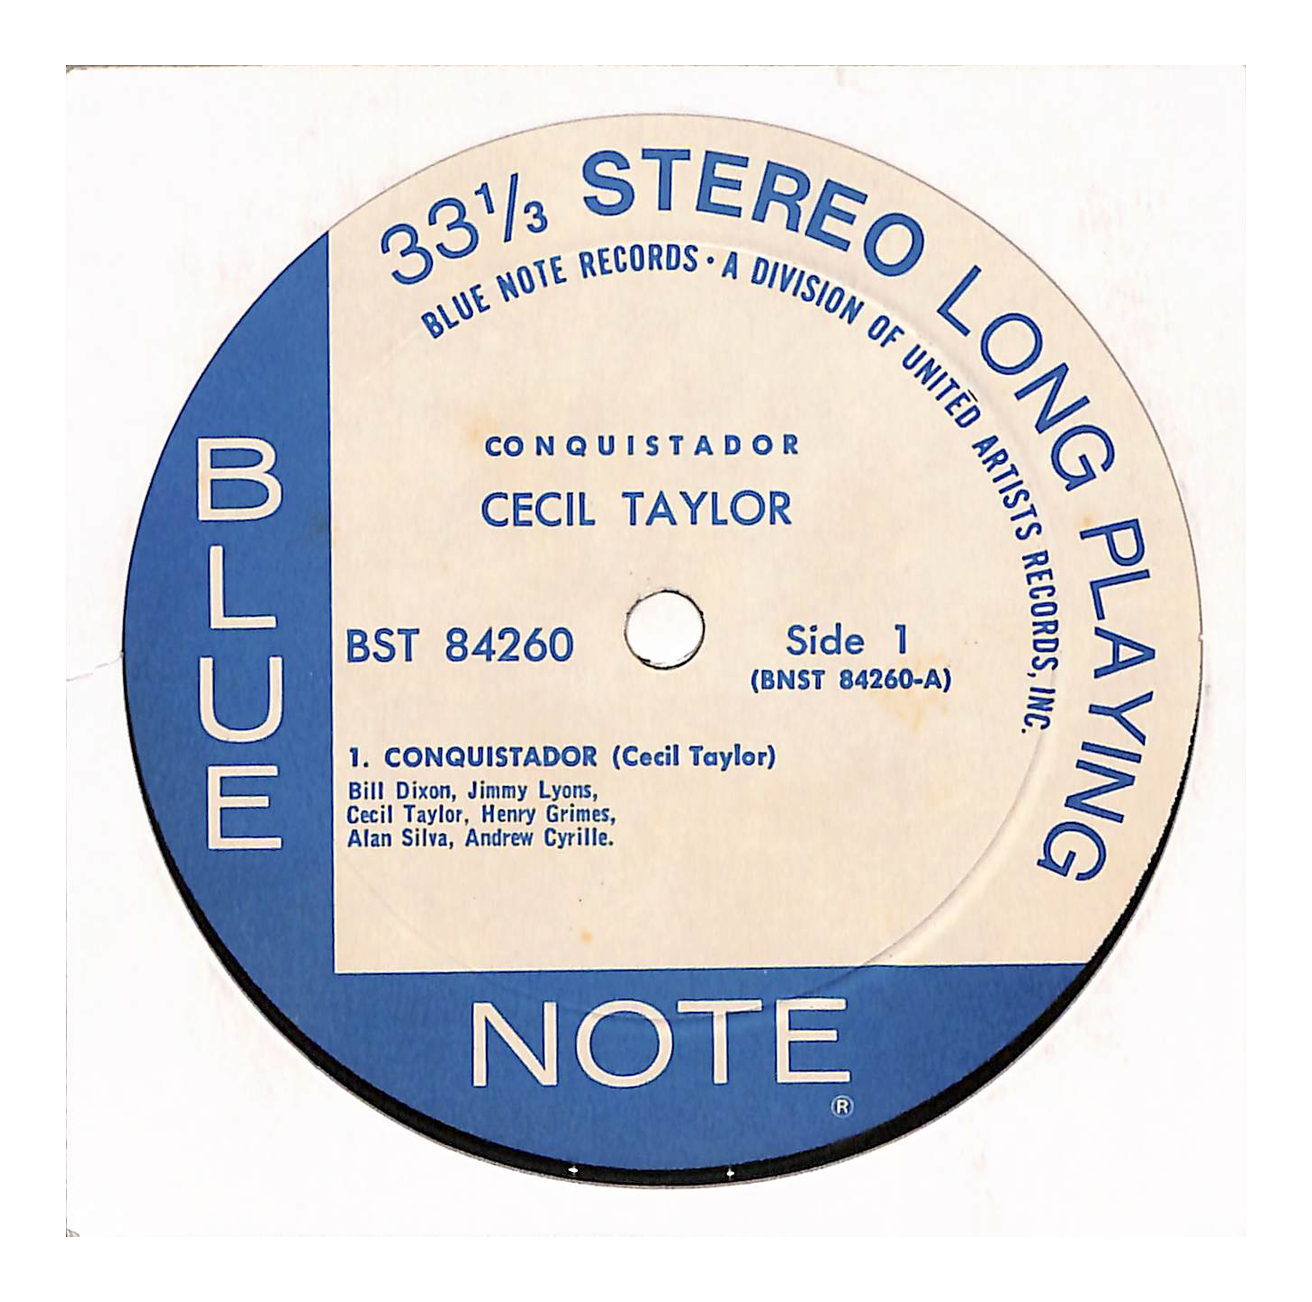 33⅓ STEREO LONG PLAYING
BLUE NOTE RECORDS · A DIVISION OF UNITED ARTISTS RECORDS, INC.
CONQUISTADOR
CECIL TAYLOR
BST 84260
Side 1
(BNST 84260-A)
1. CONQUISTADOR (Cecil Taylor)
Bill Dixon, Jimmy Lyons,
Cecil Taylor, Henry Grimes,
Alan Silva, Andrew Cyrille.
BLUE
NOTE
®